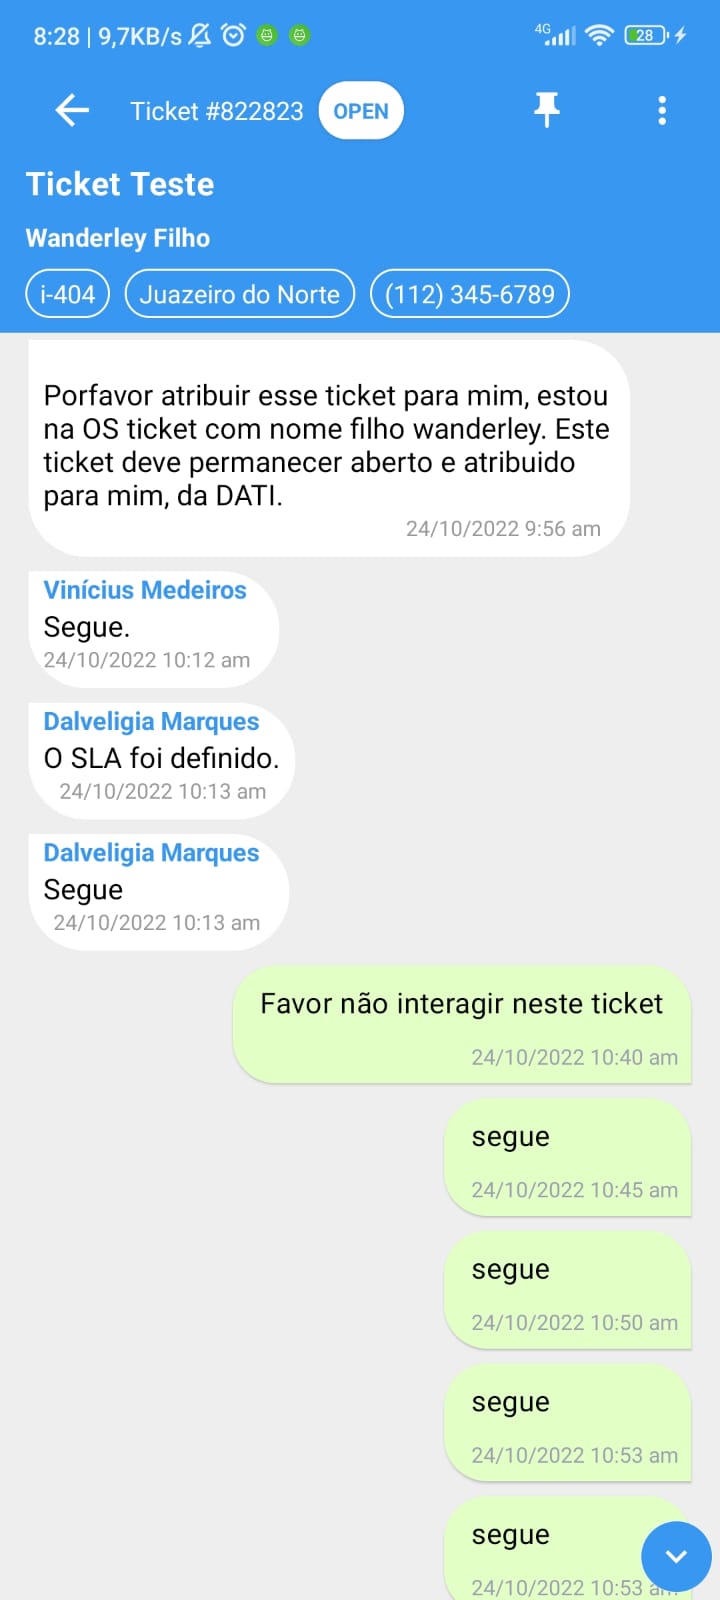 8:28 | 9,7KB/s
4G
28
Ticket #822823
OPEN
Ticket Teste
Wanderley Filho
i-404
Juazeiro do Norte
(112) 345-6789
Porfavor atribuir esse ticket para mim, estou
na OS ticket com nome filho wanderley. Este
ticket deve permanecer aberto e atribuido
para mim, da DATI.
24/10/2022 9:56 am
Vinícius Medeiros
Segue.
24/10/2022 10:12 am
Dalveligia Marques
O SLA foi definido.
24/10/2022 10:13 am
Dalveligia Marques
Segue
24/10/2022 10:13 am
Favor não interagir neste ticket
24/10/2022 10:40 am
segue
24/10/2022 10:45 am
segue
24/10/2022 10:50 am
segue
24/10/2022 10:53 am
segue
24/10/2022 10:53 am